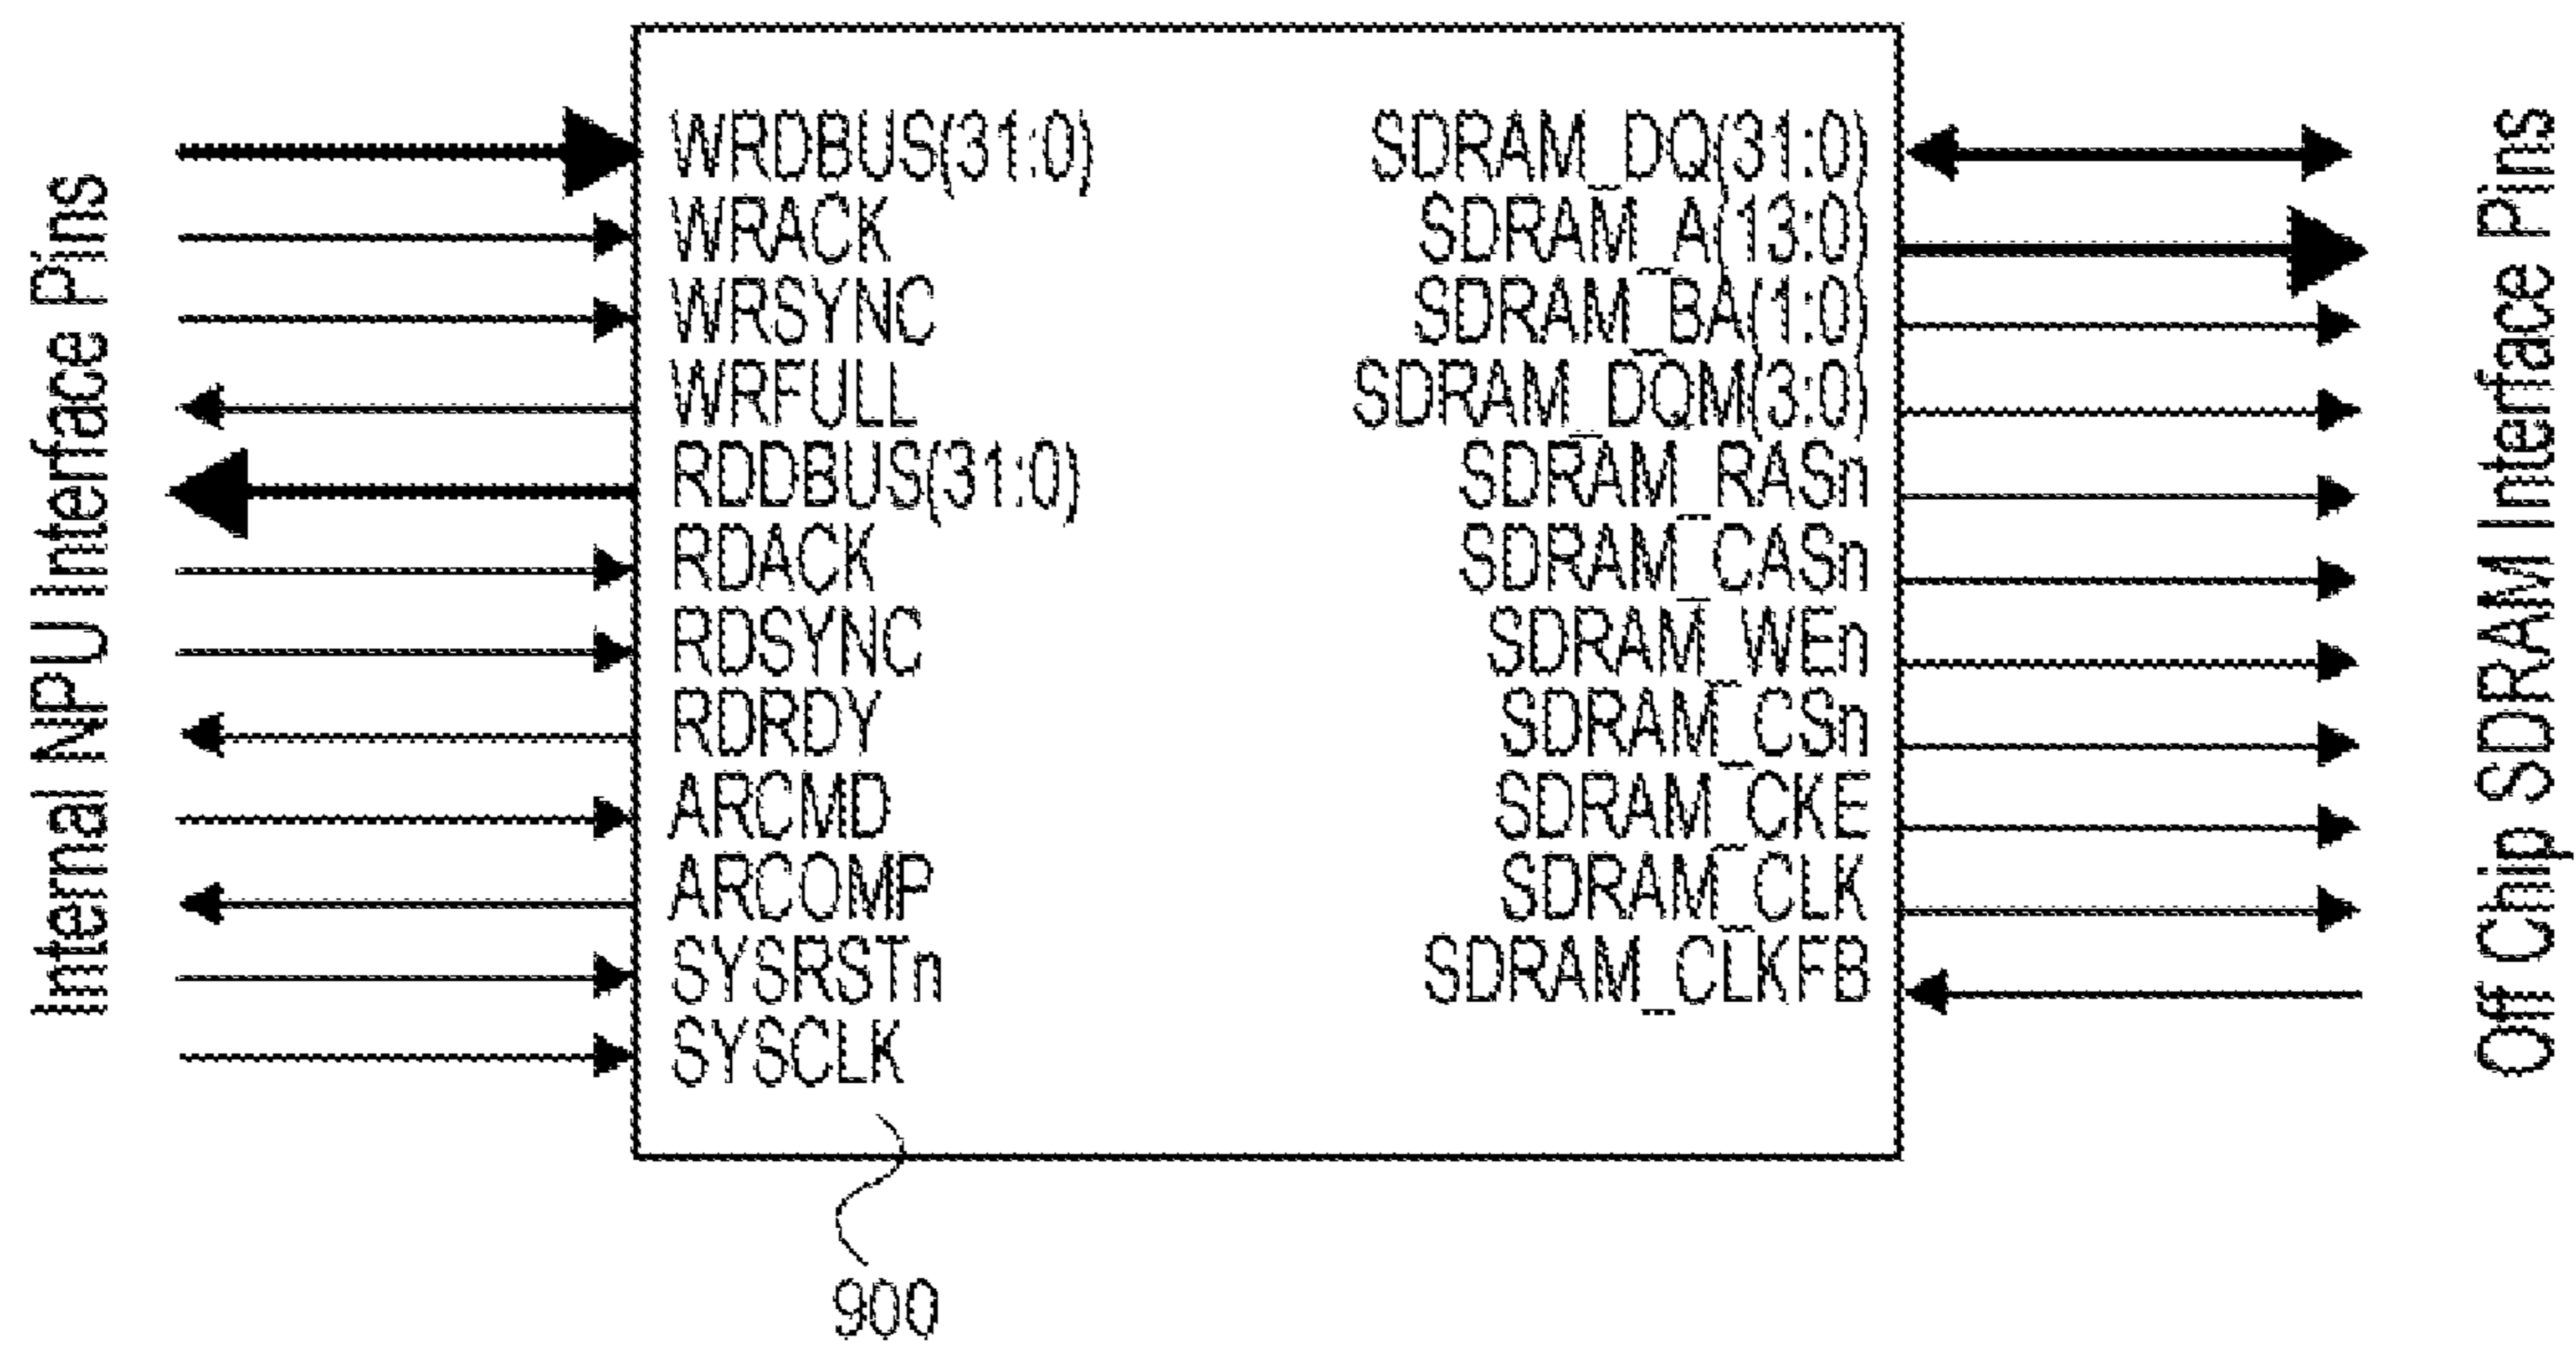 Internal NPU Interface Pins
WRDBUS(31:0)
WRACK
WRSYNC
WRFULL
RDDBUS(31:0)
RDACK
RDSYNC
RDRDY
ARCMD
ARCOMP
SYSRSTn
SYSCLK
SDRAM_DQ(31:0)
SDRAM_A(13:0)
SDRAM_BA(1:0)
SDRAM_DQM(3:0)
SDRAM_RASn
SDRAM_CASn
SDRAM_WEn
SDRAM_CSn
SDRAM_CKE
SDRAM_CLK
SDRAM_CLKFB
Off Chip SDRAM Interface Pins
900